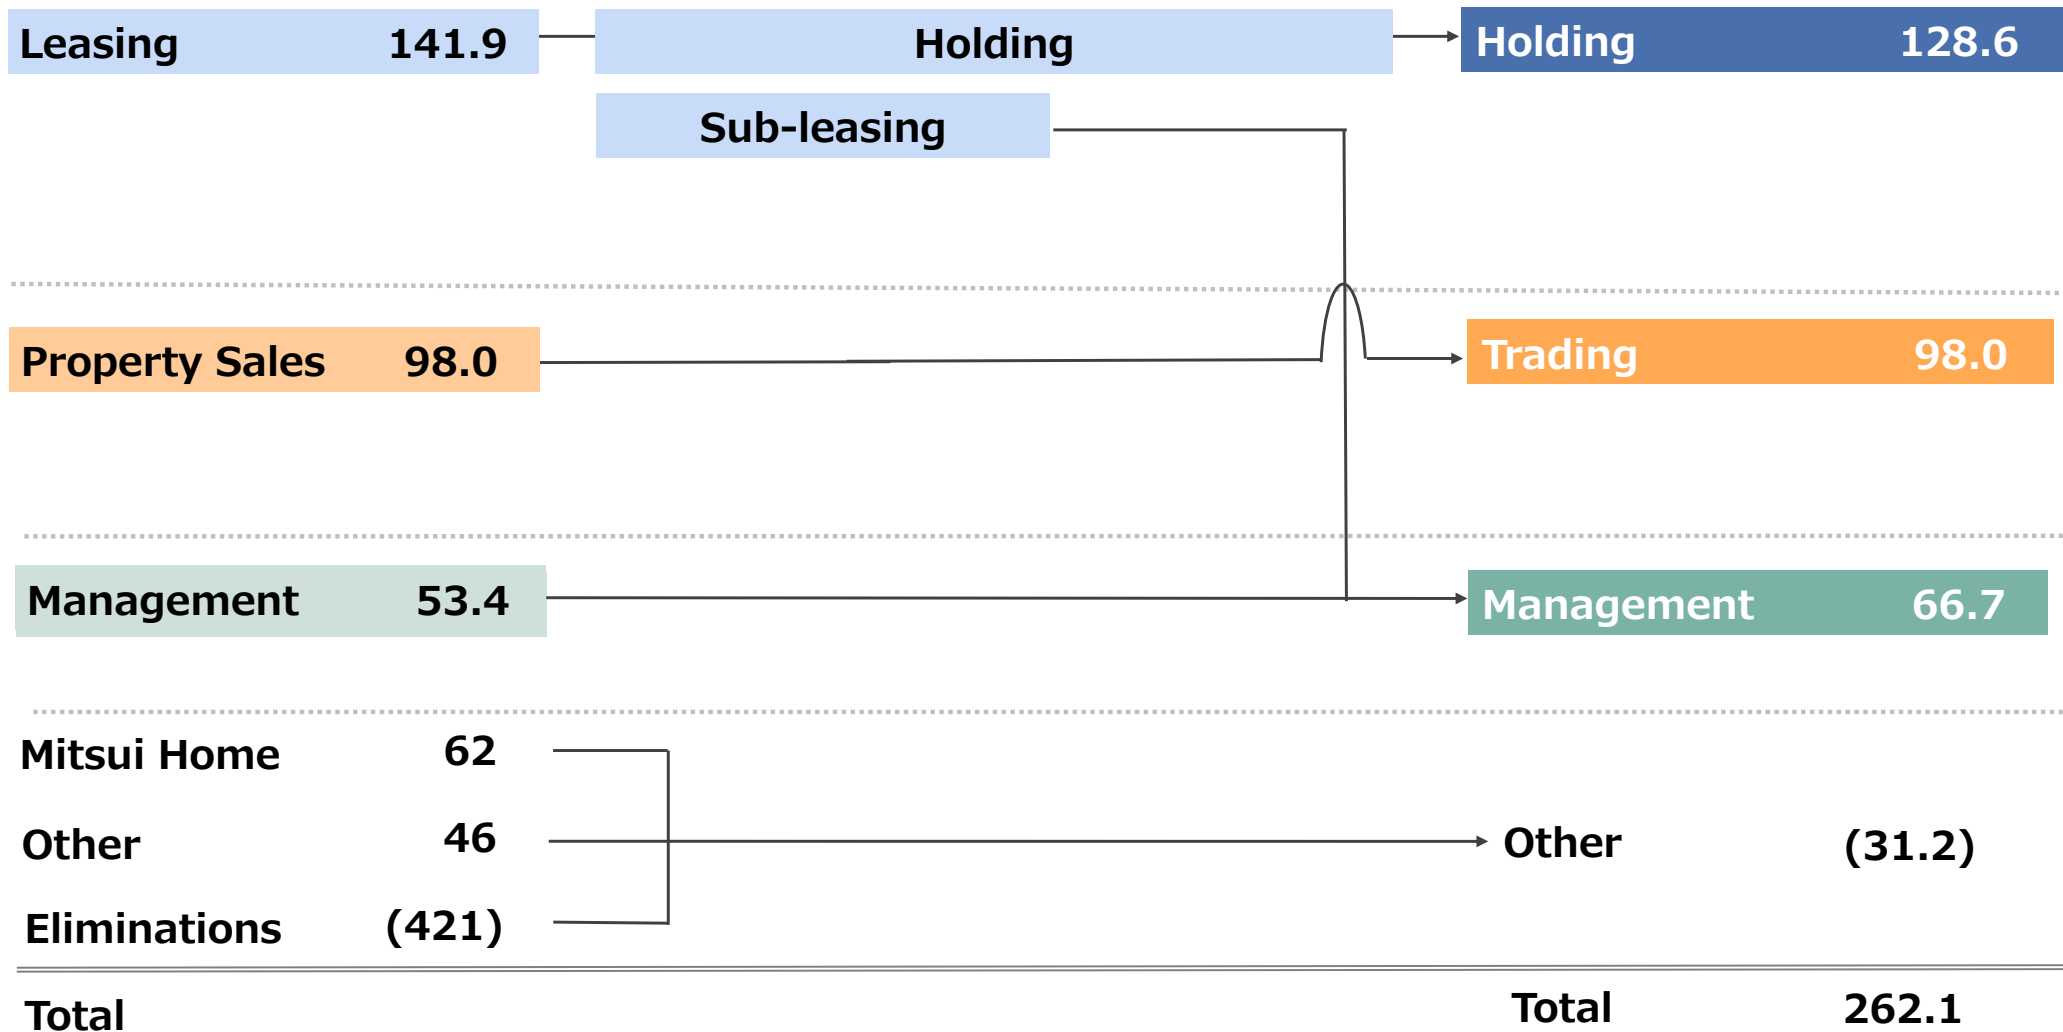 Leasing 141.9 Holding Holding 128.6
Sub-leasing
Property Sales 98.0 Trading 98.0
Management 53.4 Management 66.7
Mitsui Home 62
Other 46 Other (31.2)
Eliminations (421)
Total Total 262.1